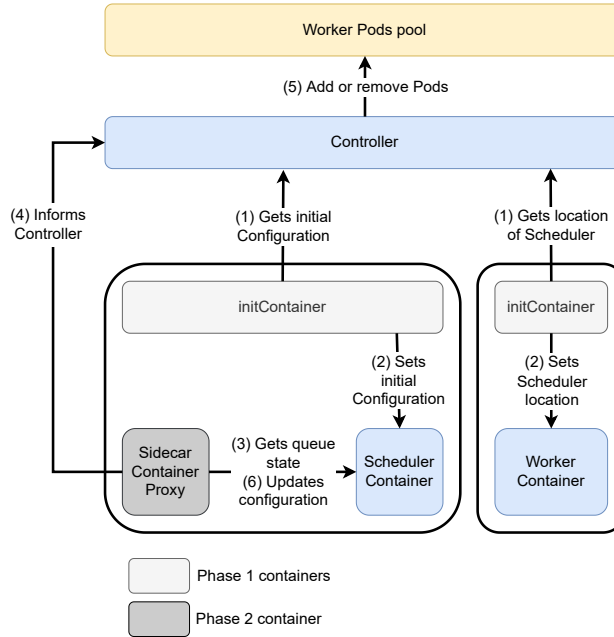 Worker Pods pool
(5) Add or remove Pods
Controller
(4) Informs
Controller
(1) Gets initial
Configuration
(1) Gets location
of Scheduler
initContainer
initContainer
(2) Sets
initial
Configuration
(2) Sets
Scheduler
location
Sidecar
Container
Proxy
(3) Gets queue
state
(6) Updates
configuration
Scheduler
Container
Worker
Container
Phase 1 containers
Phase 2 container